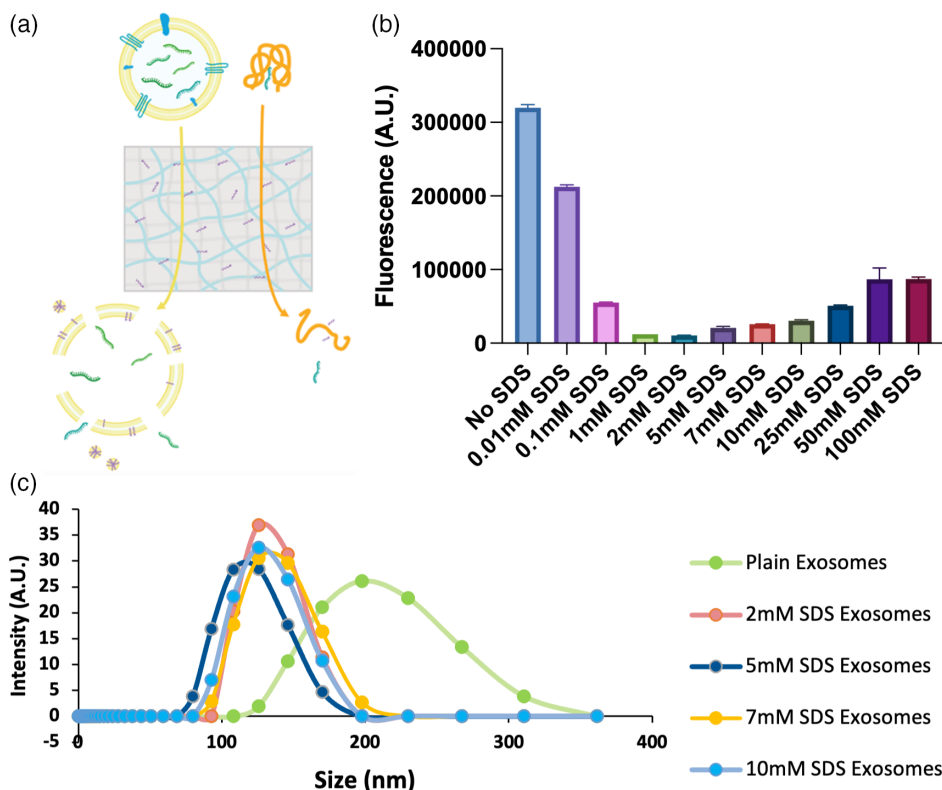 (a)
(b)
400000
300000
200000
100000
0
Fluorescence (A.U.)
No SDS
0.01mM SDS
0.1mM SDS
1mM SDS
2mM SDS
5mM SDS
7mM SDS
10mM SDS
25mM SDS
50mM SDS
100mM SDS
(c)
40
35
30
25
20
15
10
5
0
-5
Intensity (A.U.)
0
100
200
300
400
Size (nm)
Plain Exosomes
2mM SDS Exosomes
5mM SDS Exosomes
7mM SDS Exosomes
10mM SDS Exosomes